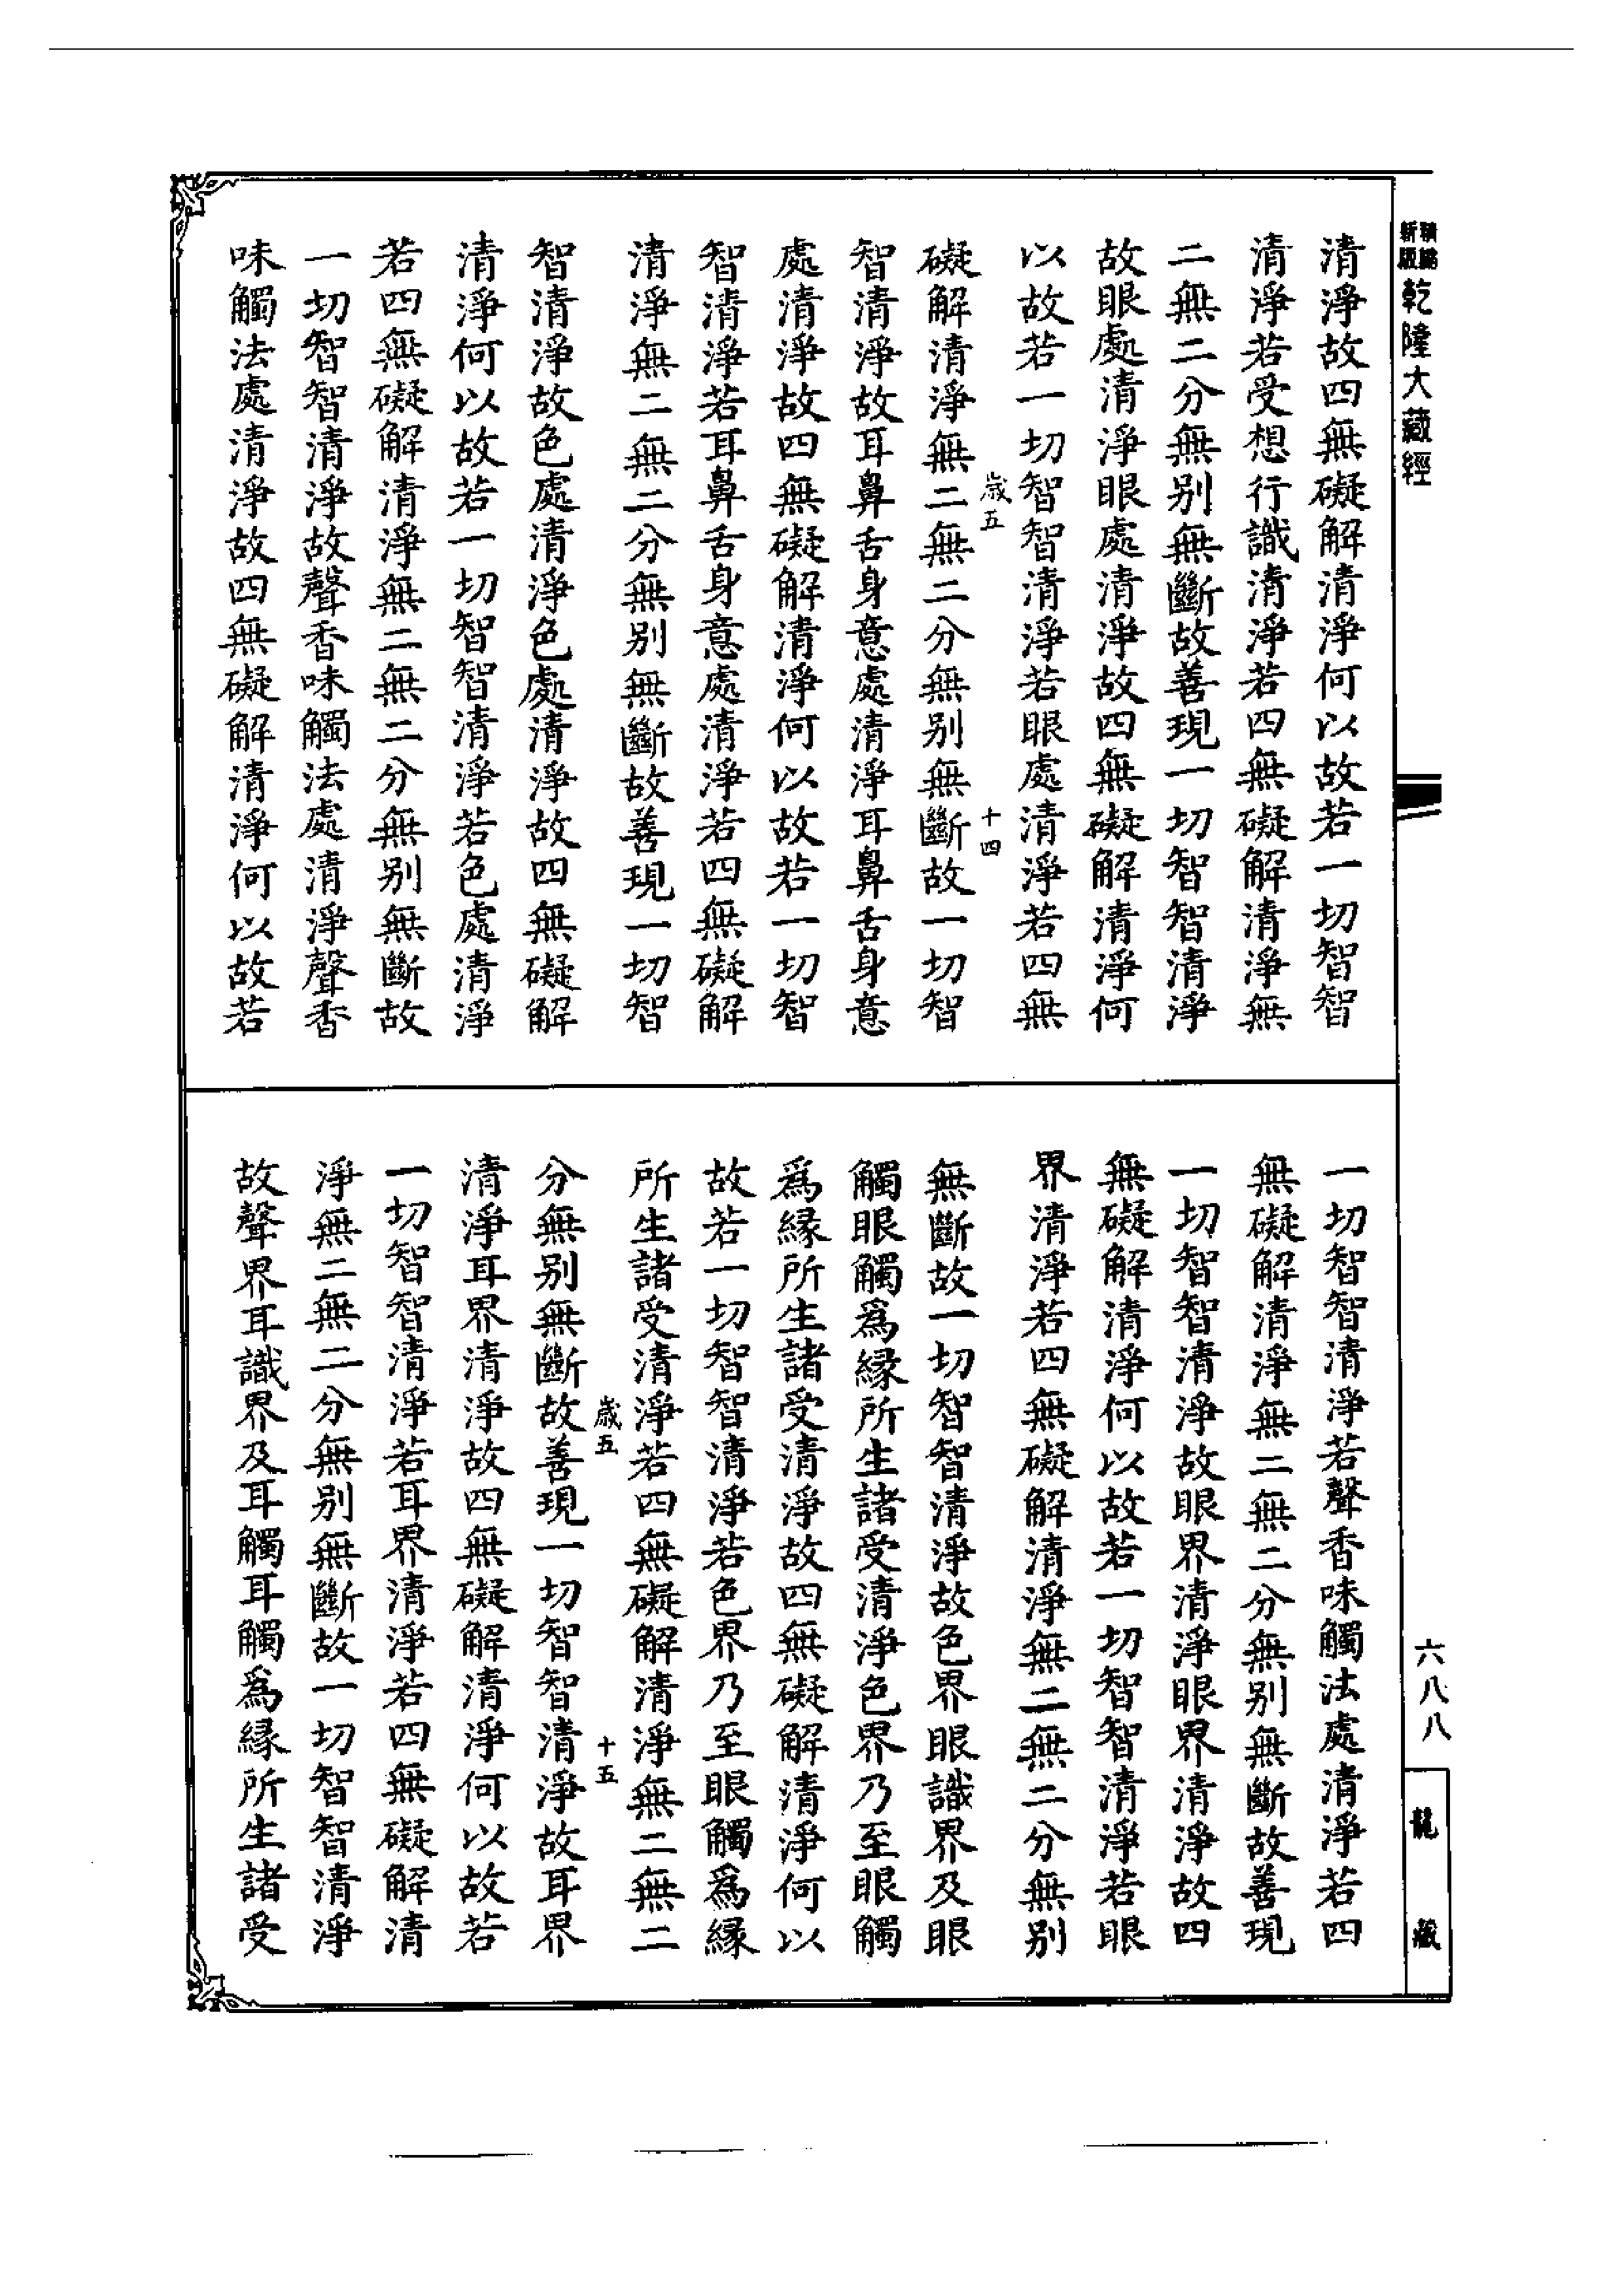 新版
精縮
乾隆大藏經
六八八
龍藏
清淨故四無礙解清淨何以故若一切智智
清淨若受想行識清淨若四無礙解清淨無
二無二分無別無斷故善現一切智智清淨
故眼處清淨眼處清淨故四無礙解清淨何
以故若一切智智清淨若眼處清淨若四無
歲五
十四
礙解清淨無二無二分無別無斷故一切智
智清淨故耳鼻舌身意處清淨耳鼻舌身意
處清淨故四無礙解清淨何以故若一切智
智清淨若耳鼻舌身意處清淨若四無礙解
清淨無二無二分無別無斷故善現一切智
智清淨故色處清淨色處清淨故四無礙解
清淨何以故若一切智智清淨若色處清淨
若四無礙解清淨無二無二分無別無斷故
一切智智清淨故聲香味觸法處清淨聲香
味觸法處清淨故四無礙解清淨何以故若
一切智智清淨若聲香味觸法處清淨若四
無礙解清淨無二無二分無別無斷故善現
一切智智清淨故眼界清淨眼界清淨故四
無礙解清淨何以故若一切智智清淨若眼
界清淨若四無礙解清淨無二無二分無別
無斷故一切智智清淨故色界眼識界及眼
觸眼觸爲緣所生諸受清淨色界乃至眼觸
爲緣所生諸受清淨故四無礙解清淨何以
故若一切智智清淨若色界乃至眼觸爲緣
所生諸受清淨若四無礙解清淨無二無二
歲五
十五
分無別無斷故善現一切智智清淨故耳界
清淨耳界清淨故四無礙解清淨何以故若
一切智智清淨若耳界清淨若四無礙解清
淨無二無二分無別無斷故一切智智清淨
故聲界耳識界及耳觸耳觸爲緣所生諸受